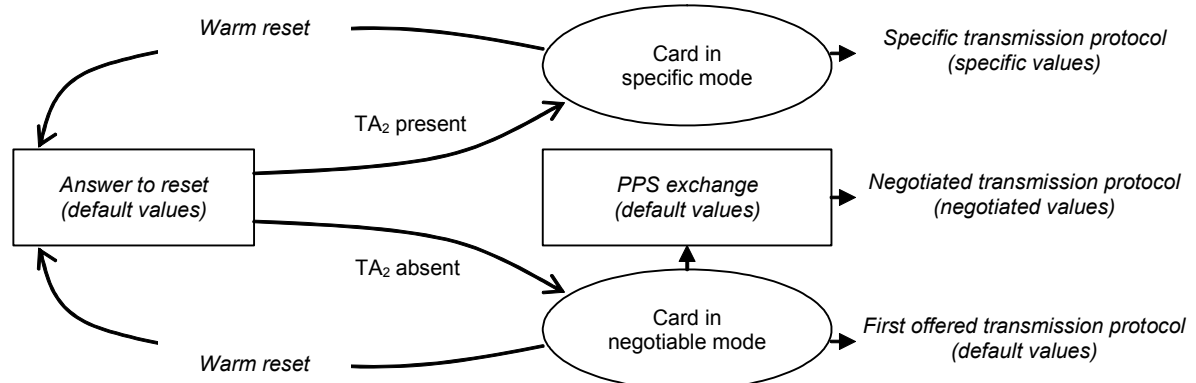 Warm reset
Card in
specific mode
Specific transmission protocol
(specific values)
TA₂ present
Answer to reset
(default values)
PPS exchange
(default values)
Negotiated transmission protocol
(negotiated values)
TA₂ absent
Card in
negotiable mode
First offered transmission protocol
(default values)
Warm reset